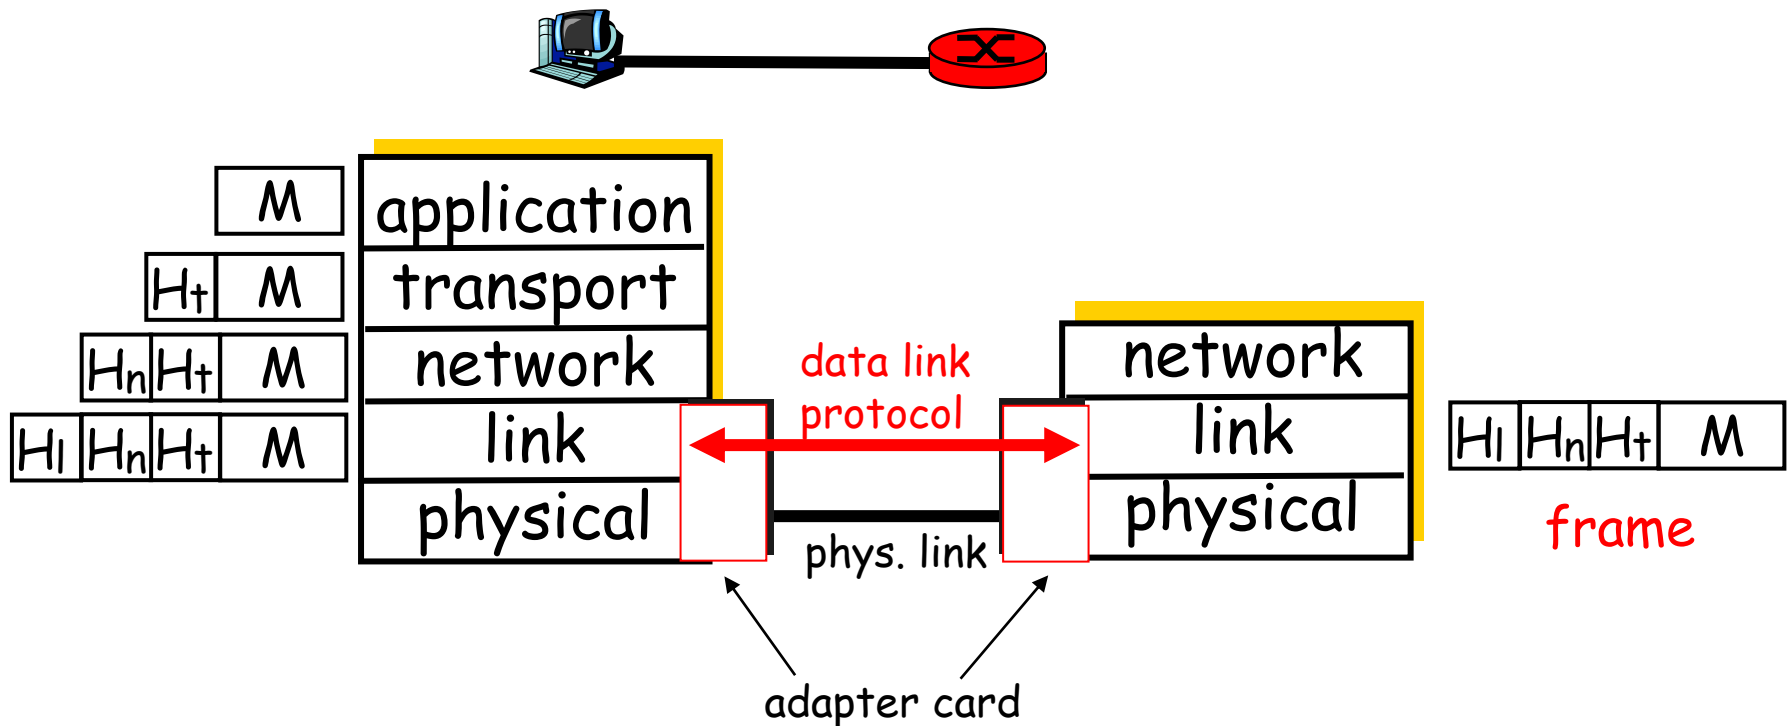 M
application
Ht M
transport
Hn Ht M
network
Hl Hn Ht M
link
physical
data link
protocol
phys. link
network
link
physical
Hl Hn Ht M
frame
adapter card